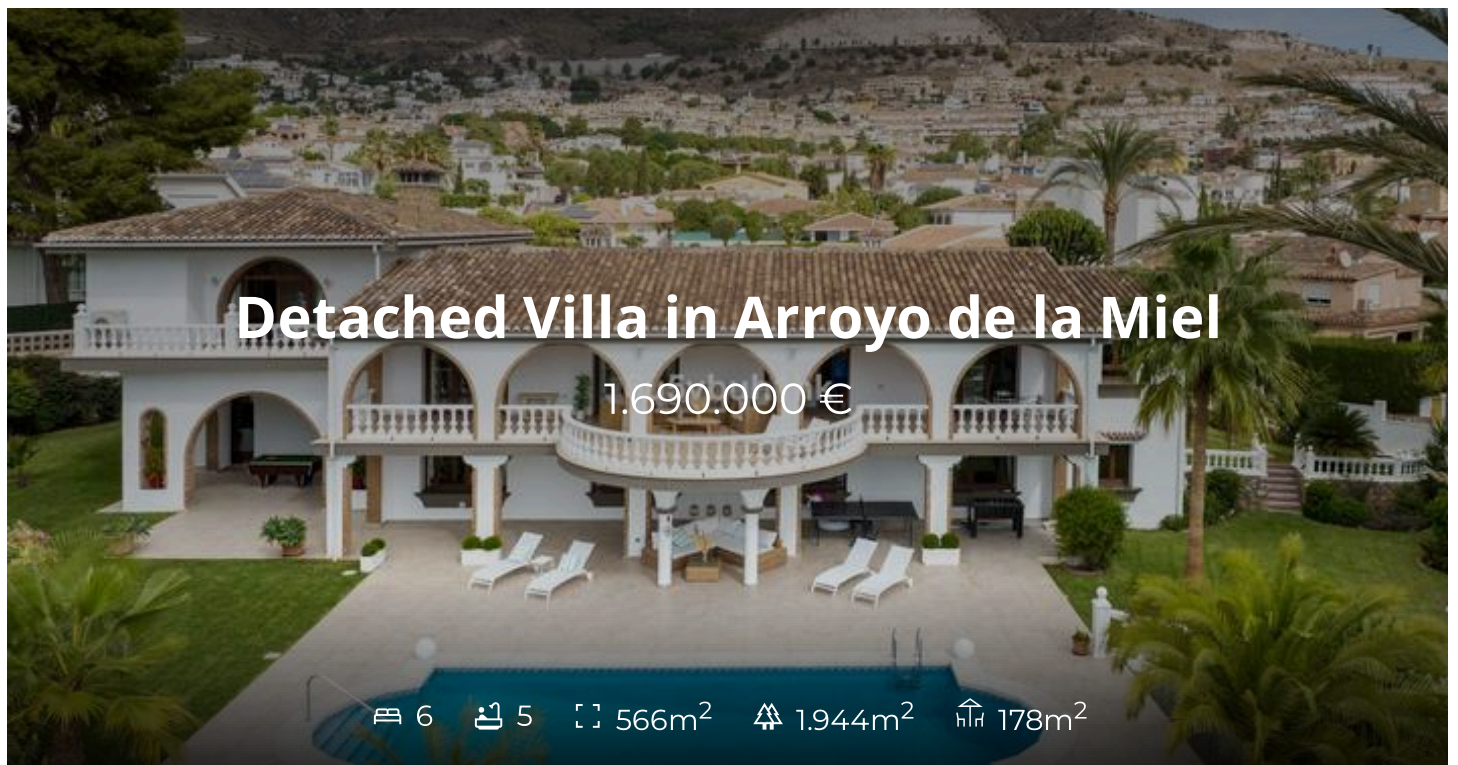 Detached Villa in Arroyo de la Miel
1.690.000 €
6 5 566m² 1.944m² 178m²